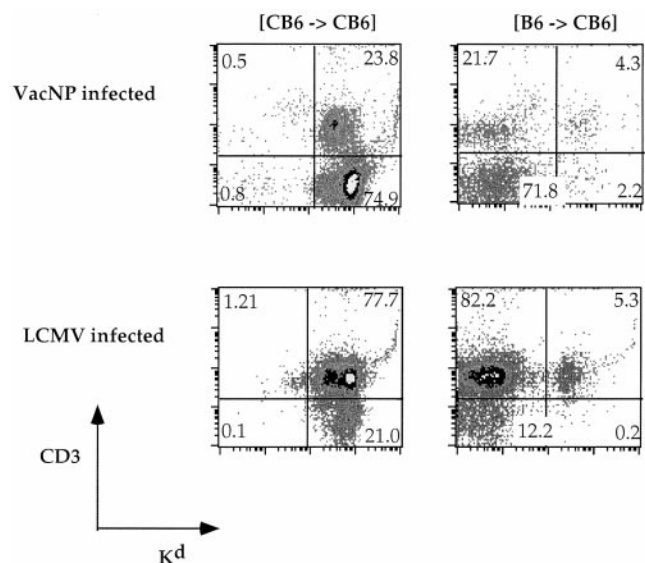 [CB6 -> CB6] [B6 -> CB6]
VacNP infected
0.5 23.8
0.8 74.9
21.7 4.3
71.8 2.2
LCMV infected
1.21 77.7
0.1 21.0
82.2 5.3
12.2 0.2
CD3
Kd